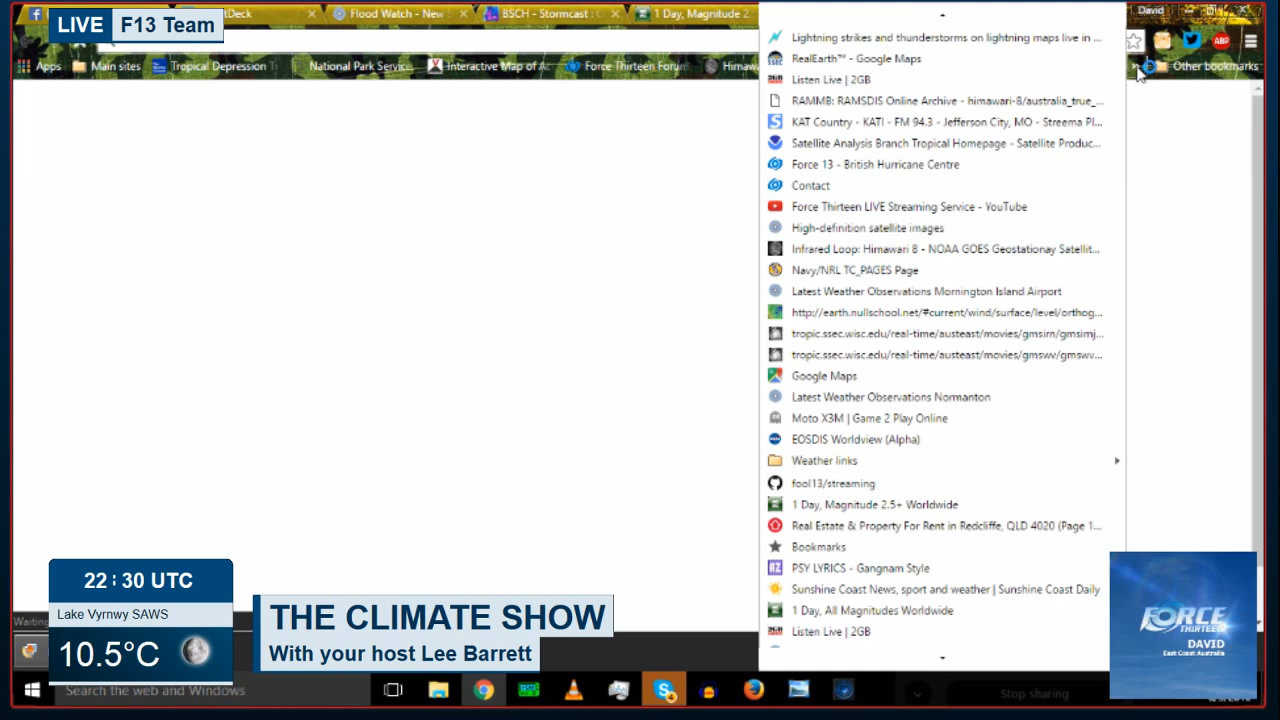 LIVE F13 Team
tDeck
Flood Watch - New S
BSCH - Stormcast : 
1 Day, Magnitude 2.
David
ABP
Apps
Main sites
Tropical Depression
National Park Servic
Interactive Map of Ac
Force Thirteen Forum
Himaw
Other bookmarks
Lightning strikes and thunderstorms on lightning maps live in ...
RealEarth™ - Google Maps
Listen Live | 2GB
RAMMB: RAMSDIS Online Archive - himawari-8/australia_true_...
KAT Country - KATI - FM 94.3 - Jefferson City, MO - Streema Pl...
Satellite Analysis Branch Tropical Homepage - Satellite Produc...
Force 13 - British Hurricane Centre
Contact
Force Thirteen LIVE Streaming Service - YouTube
High-definition satellite images
Infrared Loop: Himawari 8 - NOAA GOES Geostationay Satellit...
Navy/NRL TC_PAGES Page
Latest Weather Observations Mornington Island Airport
http://earth.nullschool.net/#current/wind/surface/level/orthog...
tropic.ssec.wisc.edu/real-time/austeast/movies/gmsirn/gmsimj...
tropic.ssec.wisc.edu/real-time/austeast/movies/gmswv/gmswv...
Google Maps
Latest Weather Observations Normanton
Moto X3M | Game 2 Play Online
EOSDIS Worldview (Alpha)
Weather links
fool13/streaming
1 Day, Magnitude 2.5+ Worldwide
Real Estate & Property For Rent in Redcliffe, QLD 4020 (Page 1...
Bookmarks
PSY LYRICS - Gangnam Style
Sunshine Coast News, sport and weather | Sunshine Coast Daily
1 Day, All Magnitudes Worldwide
Listen Live | 2GB
22:30 UTC
Lake Vyrnwy SAWS
10.5°C
Waiting
THE CLIMATE SHOW
With your host Lee Barrett
FORCE
THIRTEEN
DAVID
East Coast Australia
Search the web and Windows
Stop sharing